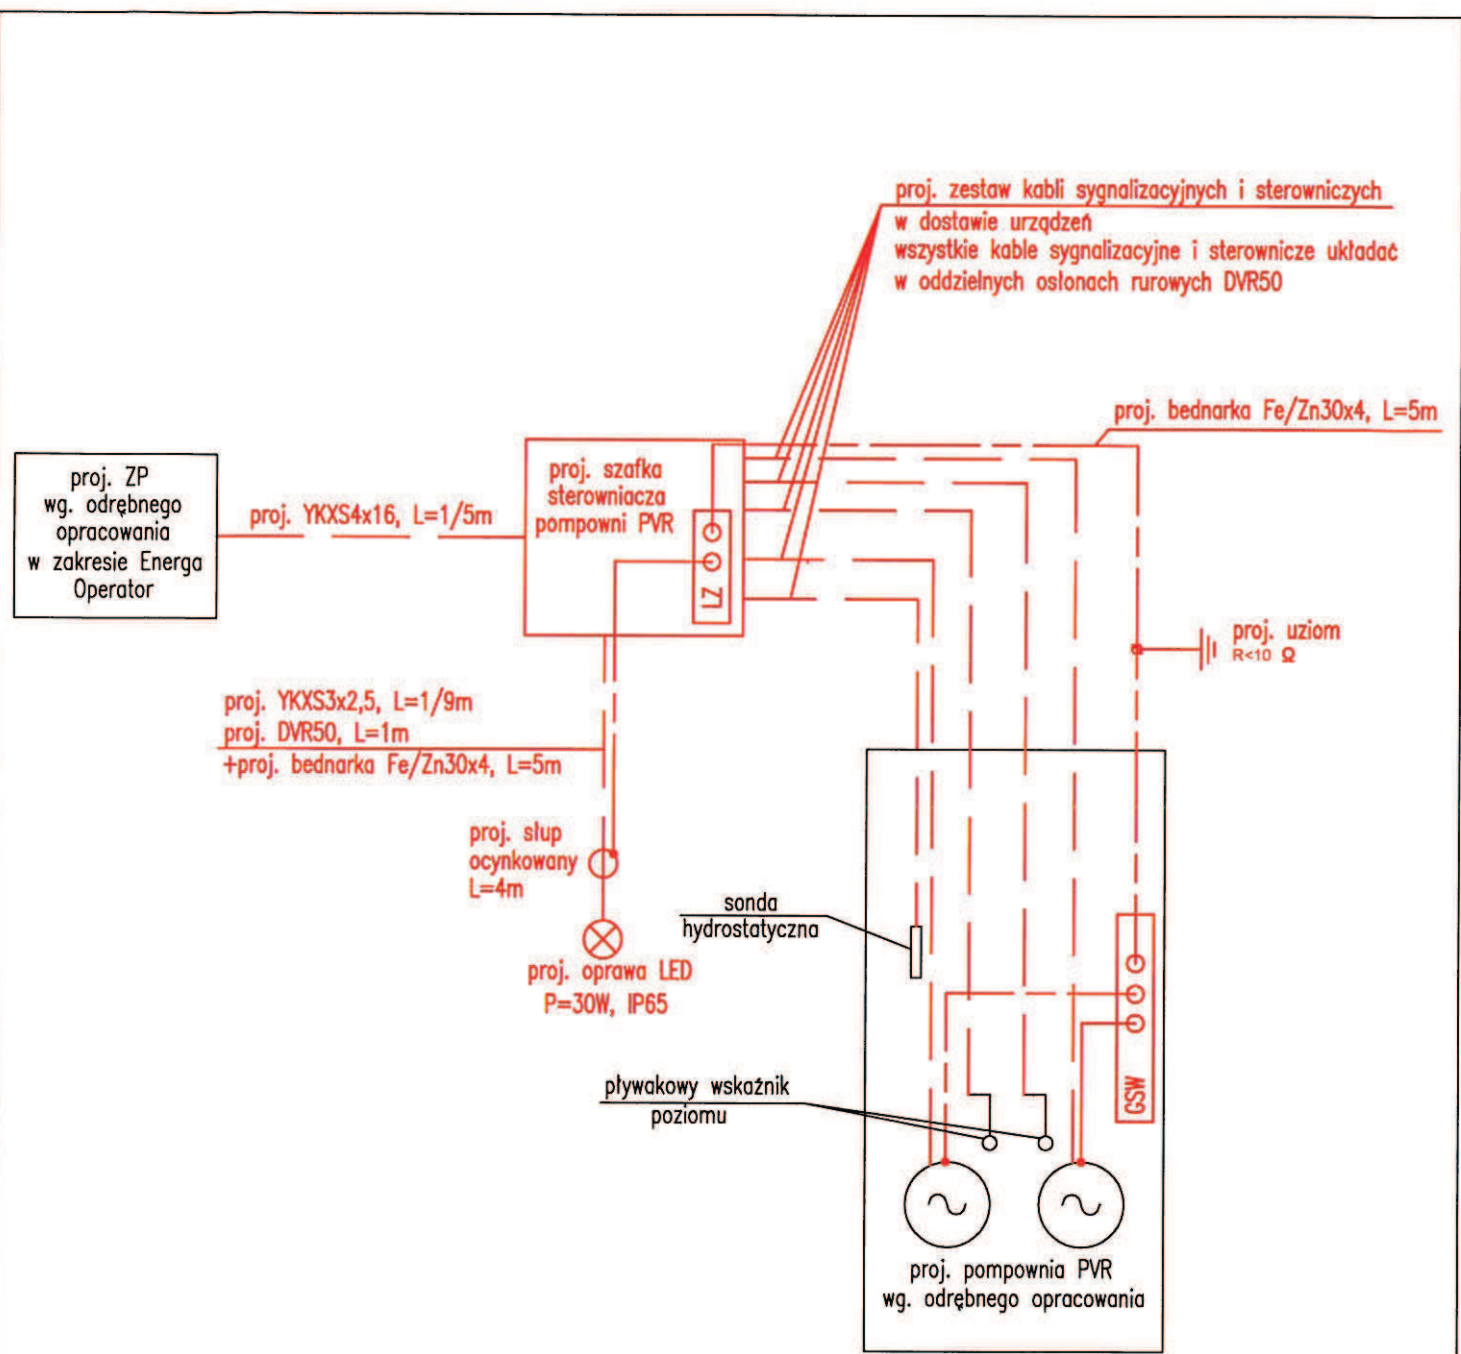 proj. zestaw kabli sygnalizacyjnych i sterowniczych
w dostawie urządzeń
wszystkie kable sygnalizacyjne i sterownicze układać
w oddzielnych osłonach rurowych DVR50
proj. bednarka Fe/Zn30x4, L=5m
proj. ZP
wg. odrębnego
opracowania
w zakresie Energa
Operator
proj. YKXS4x16, L=1/5m
proj. szafka
sterowniacza
pompowni PVR
LZ
proj. uziom
R<10 Ω
proj. YKXS3x2,5, L=1/9m
proj. DVR50, L=1m
+proj. bednarka Fe/Zn30x4, L=5m
proj. słup
ocynkowany
L=4m
proj. oprawa LED
P=30W, IP65
sonda
hydrostatyczna
pływakowy wskaźnik
poziomu
GSW
proj. pompownia PVR
wg. odrębnego opracowania